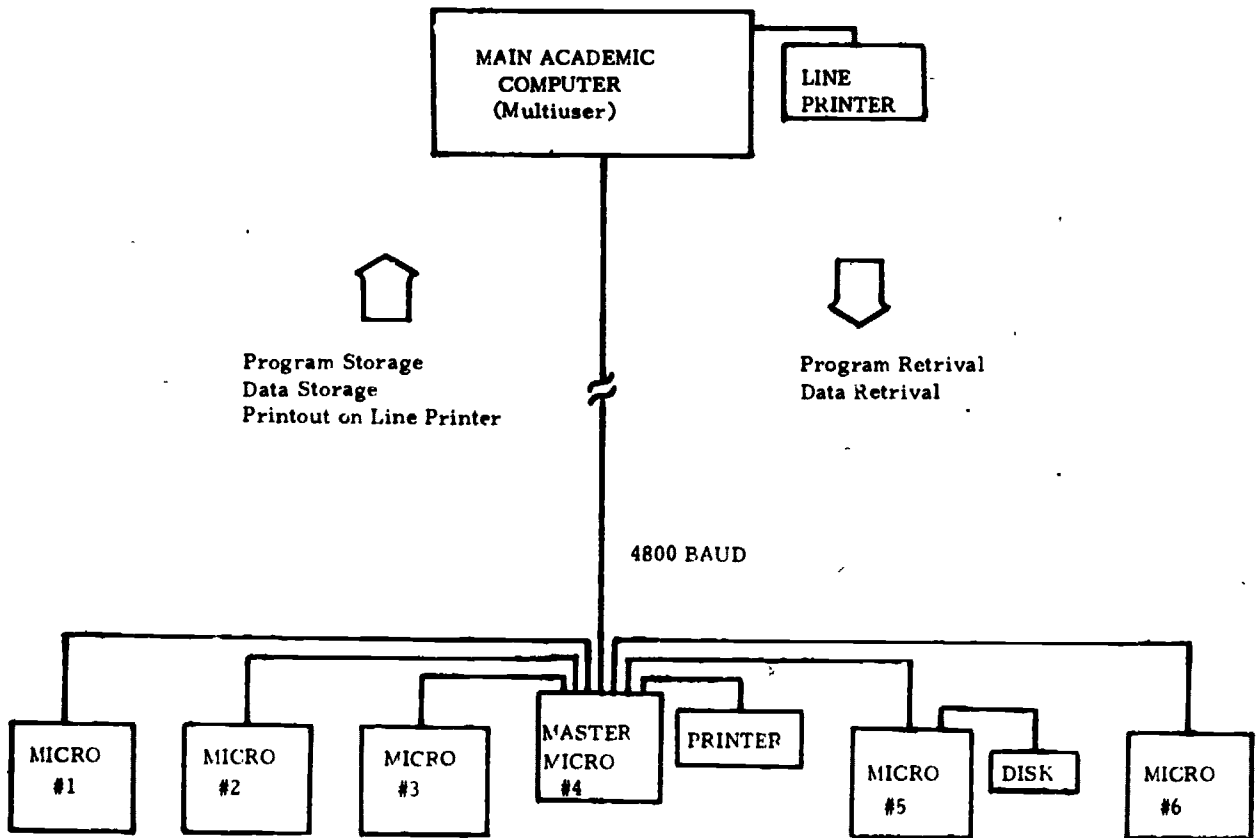 MAIN ACADEMIC
COMPUTER
(Multiuser)
LINE
PRINTER
Program Storage
Data Storage
Printout on Line Printer
Program Retrival
Data Retrival
4800 BAUD
MICRO
#1
MICRO
#2
MICRO
#3
MASTER
MICRO
#4
PRINTER
MICRO
#5
DISK
MICRO
#6